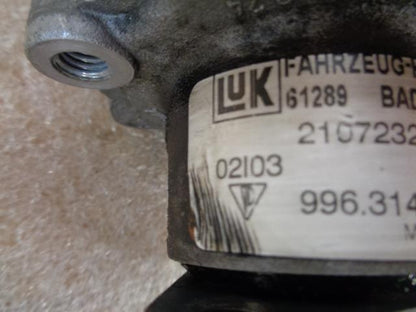 LUK
FAHRZEUG-
61289 BAD
2107232
02I03
996.314
M